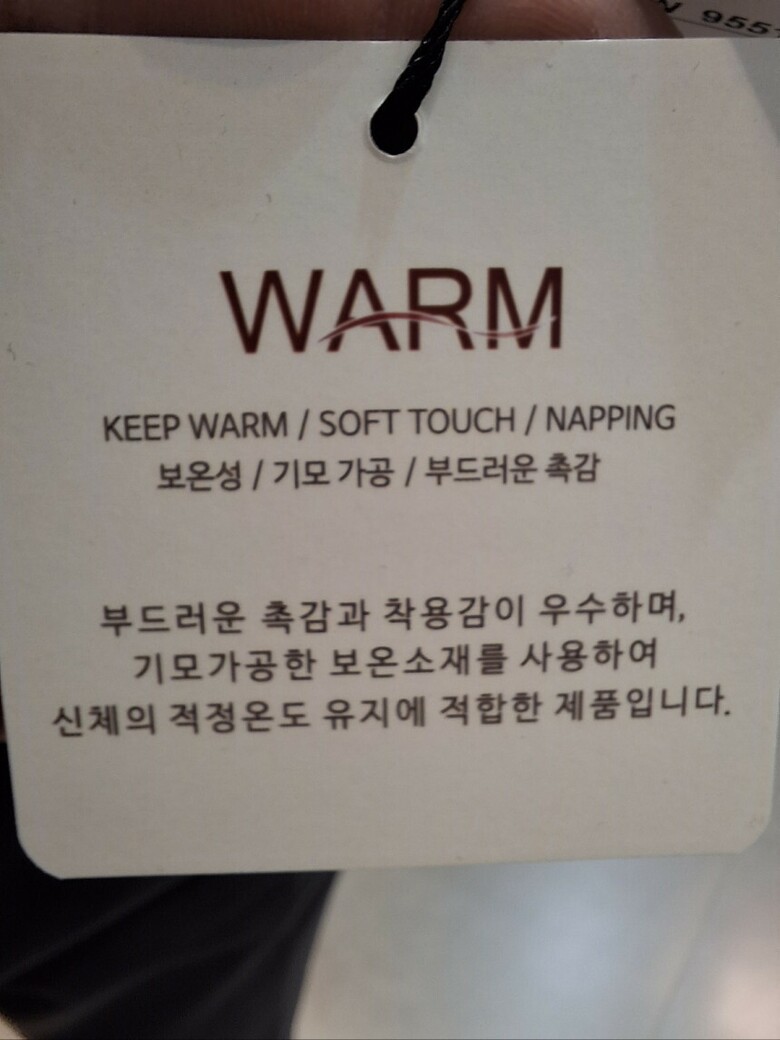 N 955
WARM
KEEP WARM / SOFT TOUCH / NAPPING
보온성 / 기모 가공 / 부드러운 촉감
부드러운 촉감과 착용감이 우수하며,
기모가공한 보온소재를 사용하여
신체의 적정온도 유지에 적합한 제품입니다.